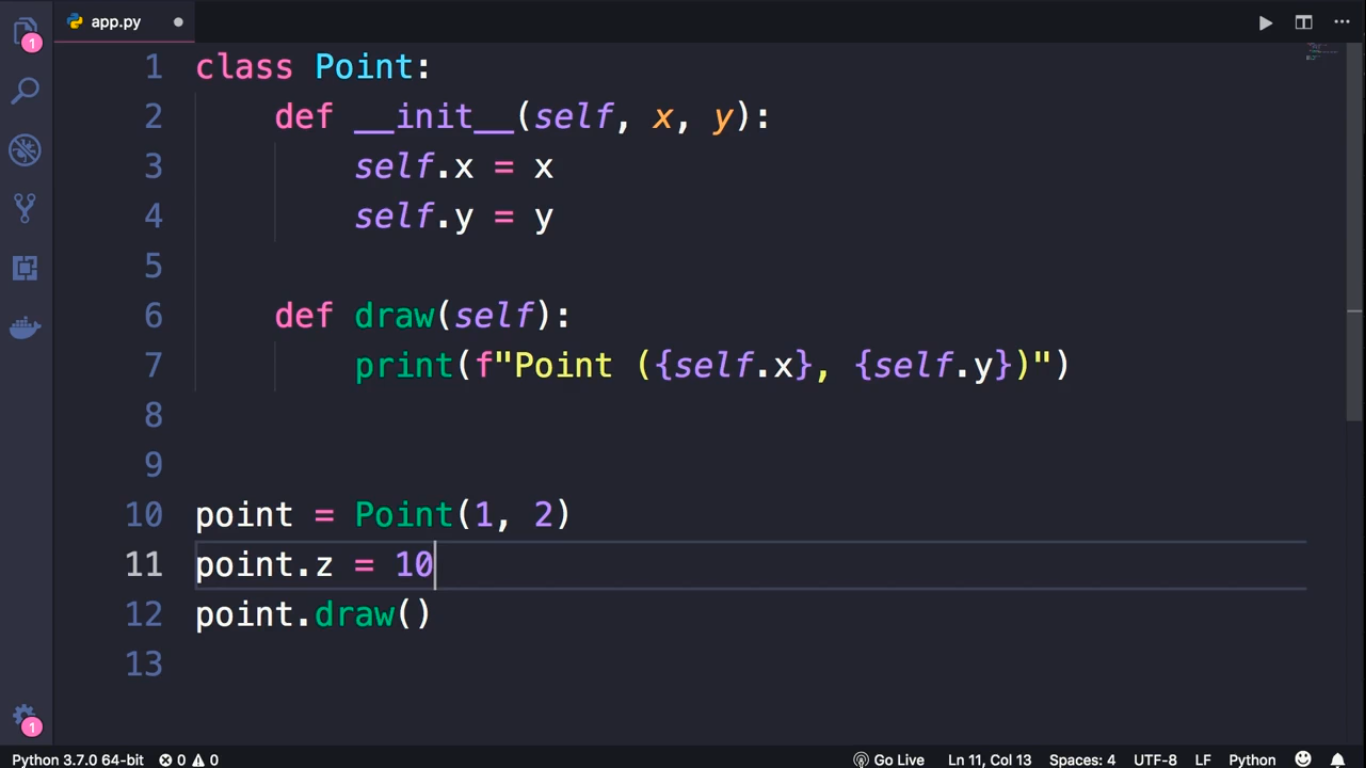 app.py
1
1 class Point:
2     def __init__(self, x, y):
3         self.x = x
4         self.y = y
5
6     def draw(self):
7         print(f"Point ({self.x}, {self.y})")
8
9
10 point = Point(1, 2)
11 point.z = 10
12 point.draw()
13
1
Python 3.7.0 64-bit 0 0 Go Live Ln 11, Col 13 Spaces: 4 UTF-8 LF Python